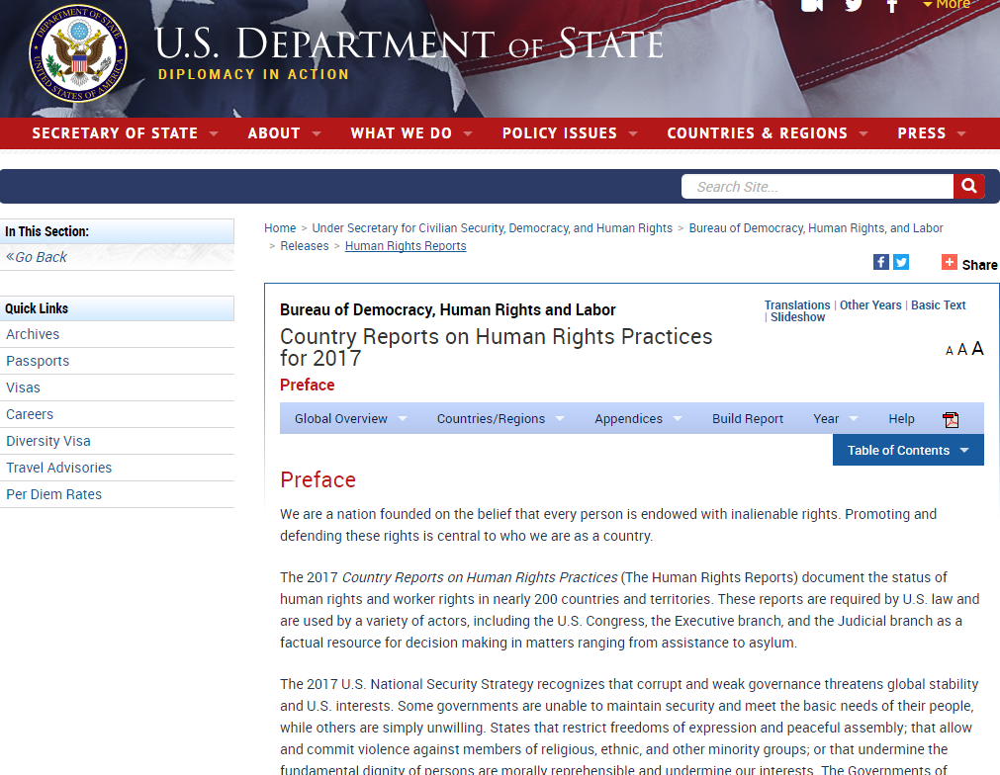 DEPARTMENT OF STATE
UNITED STATES OF AMERICA
U.S. DEPARTMENT OF STATE
DIPLOMACY IN ACTION
More
SECRETARY OF STATE ABOUT WHAT WE DO POLICY ISSUES COUNTRIES & REGIONS PRESS
Search Site...
In This Section:
«Go Back
Quick Links
Archives
Passports
Visas
Careers
Diversity Visa
Travel Advisories
Per Diem Rates
Home > Under Secretary for Civilian Security, Democracy, and Human Rights > Bureau of Democracy, Human Rights, and Labor
> Releases > Human Rights Reports
Share
Bureau of Democracy, Human Rights and Labor
Translations | Other Years | Basic Text
| Slideshow
Country Reports on Human Rights Practices
for 2017
A A A
Preface
Global Overview Countries/Regions Appendices Build Report Year Help
Table of Contents
Preface
We are a nation founded on the belief that every person is endowed with inalienable rights. Promoting and
defending these rights is central to who we are as a country.
The 2017 Country Reports on Human Rights Practices (The Human Rights Reports) document the status of
human rights and worker rights in nearly 200 countries and territories. These reports are required by U.S. law and
are used by a variety of actors, including the U.S. Congress, the Executive branch, and the Judicial branch as a
factual resource for decision making in matters ranging from assistance to asylum.
The 2017 U.S. National Security Strategy recognizes that corrupt and weak governance threatens global stability
and U.S. interests. Some governments are unable to maintain security and meet the basic needs of their people,
while others are simply unwilling. States that restrict freedoms of expression and peaceful assembly; that allow
and commit violence against members of religious, ethnic, and other minority groups; or that undermine the
fundamental dignity of persons are morally reprehensible and undermine our interests. The Governments of